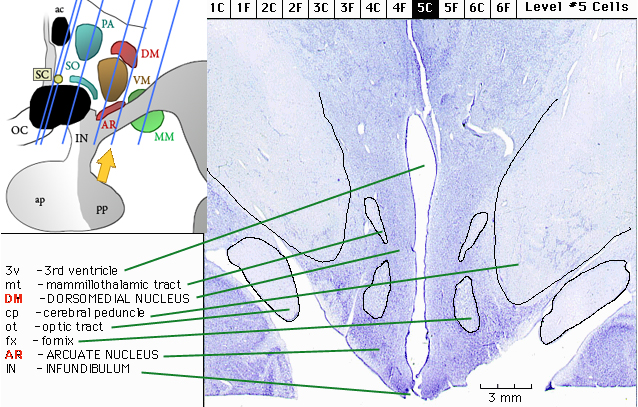 1C 1F 2C 2F 3C 3F 4C 4F 5C 5F 6C 6F Level #5 Cells
ac
PA
DM
SO
SC
VM
OC
IN
AR
MM
ap
pp
3v - 3rd ventricle
mt - mammillothalamic tract
DM - DORSOMEDIAL NUCLEUS
cp - cerebral peduncle
ot - optic tract
fx - fornix
AR - ARCUATE NUCLEUS
IN - INFUNDIBULUM
3 mm